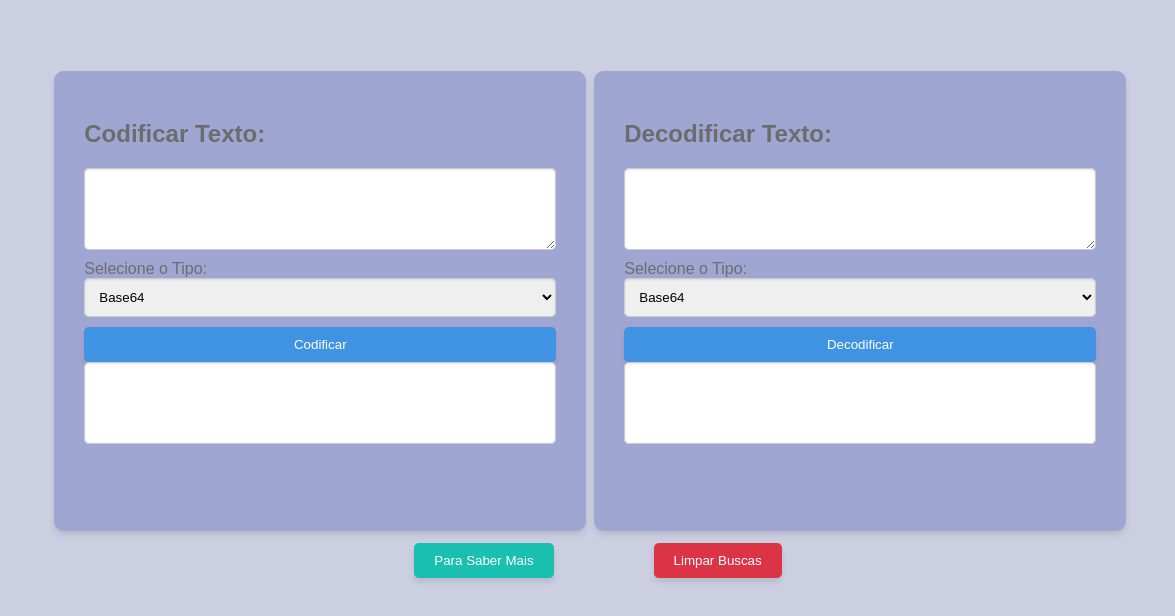 Codificar Texto:
Selecione o Tipo:
Base64
Codificar
Decodificar Texto:
Selecione o Tipo:
Base64
Decodificar
Para Saber Mais
Limpar Buscas